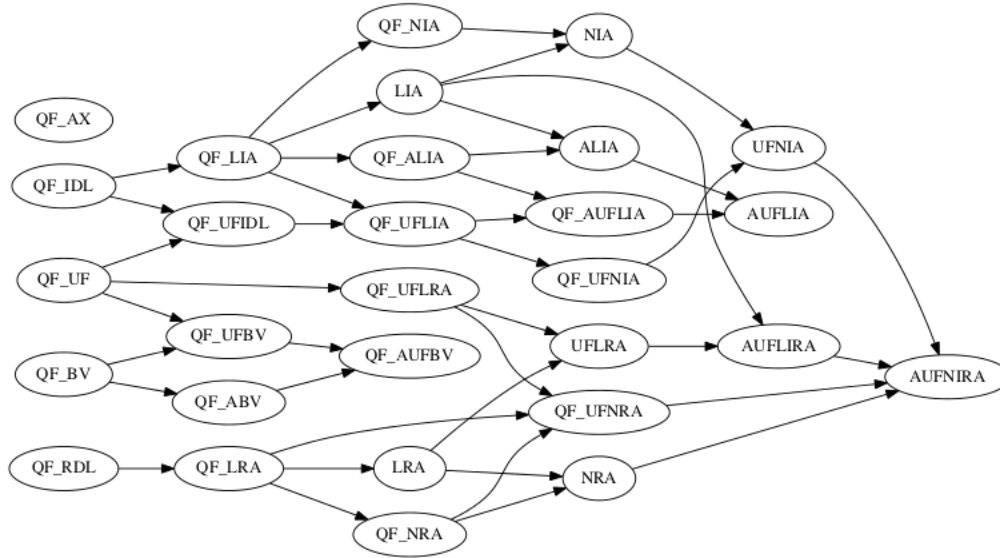 QF_AX
QF_IDL
QF_UF
QF_BV
QF_RDL
QF_LIA
QF_UFIDL
QF_UFBV
QF_ABV
QF_LRA
QF_NIA
LIA
QF_ALIA
QF_UFLIA
QF_UFLRA
QF_AUFBV
LRA
QF_NRA
NIA
ALIA
QF_AUFLIA
QF_UFNIA
UFLRA
QF_UFNRA
NRA
UFNIA
AUFLIA
AUFLIRA
AUFNIRA